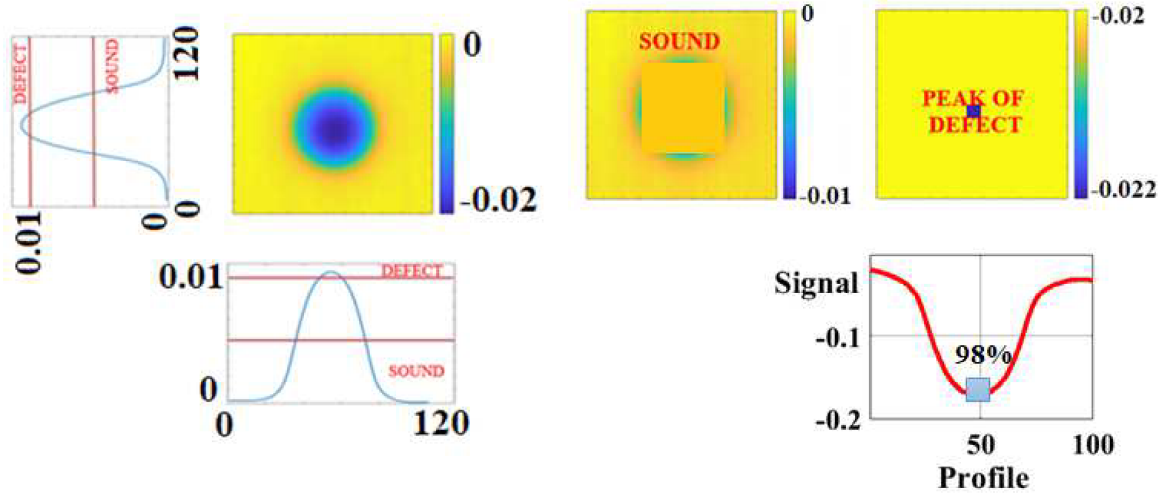 DEFECT
SOUND
120
0
0.01
0
0
-0.02
SOUND
0
-0.01
PEAK OF
DEFECT
-0.02
-0.022
0.01
DEFECT
SOUND
0
0
120
Signal
-0.1
98%
-0.2
50
100
Profile